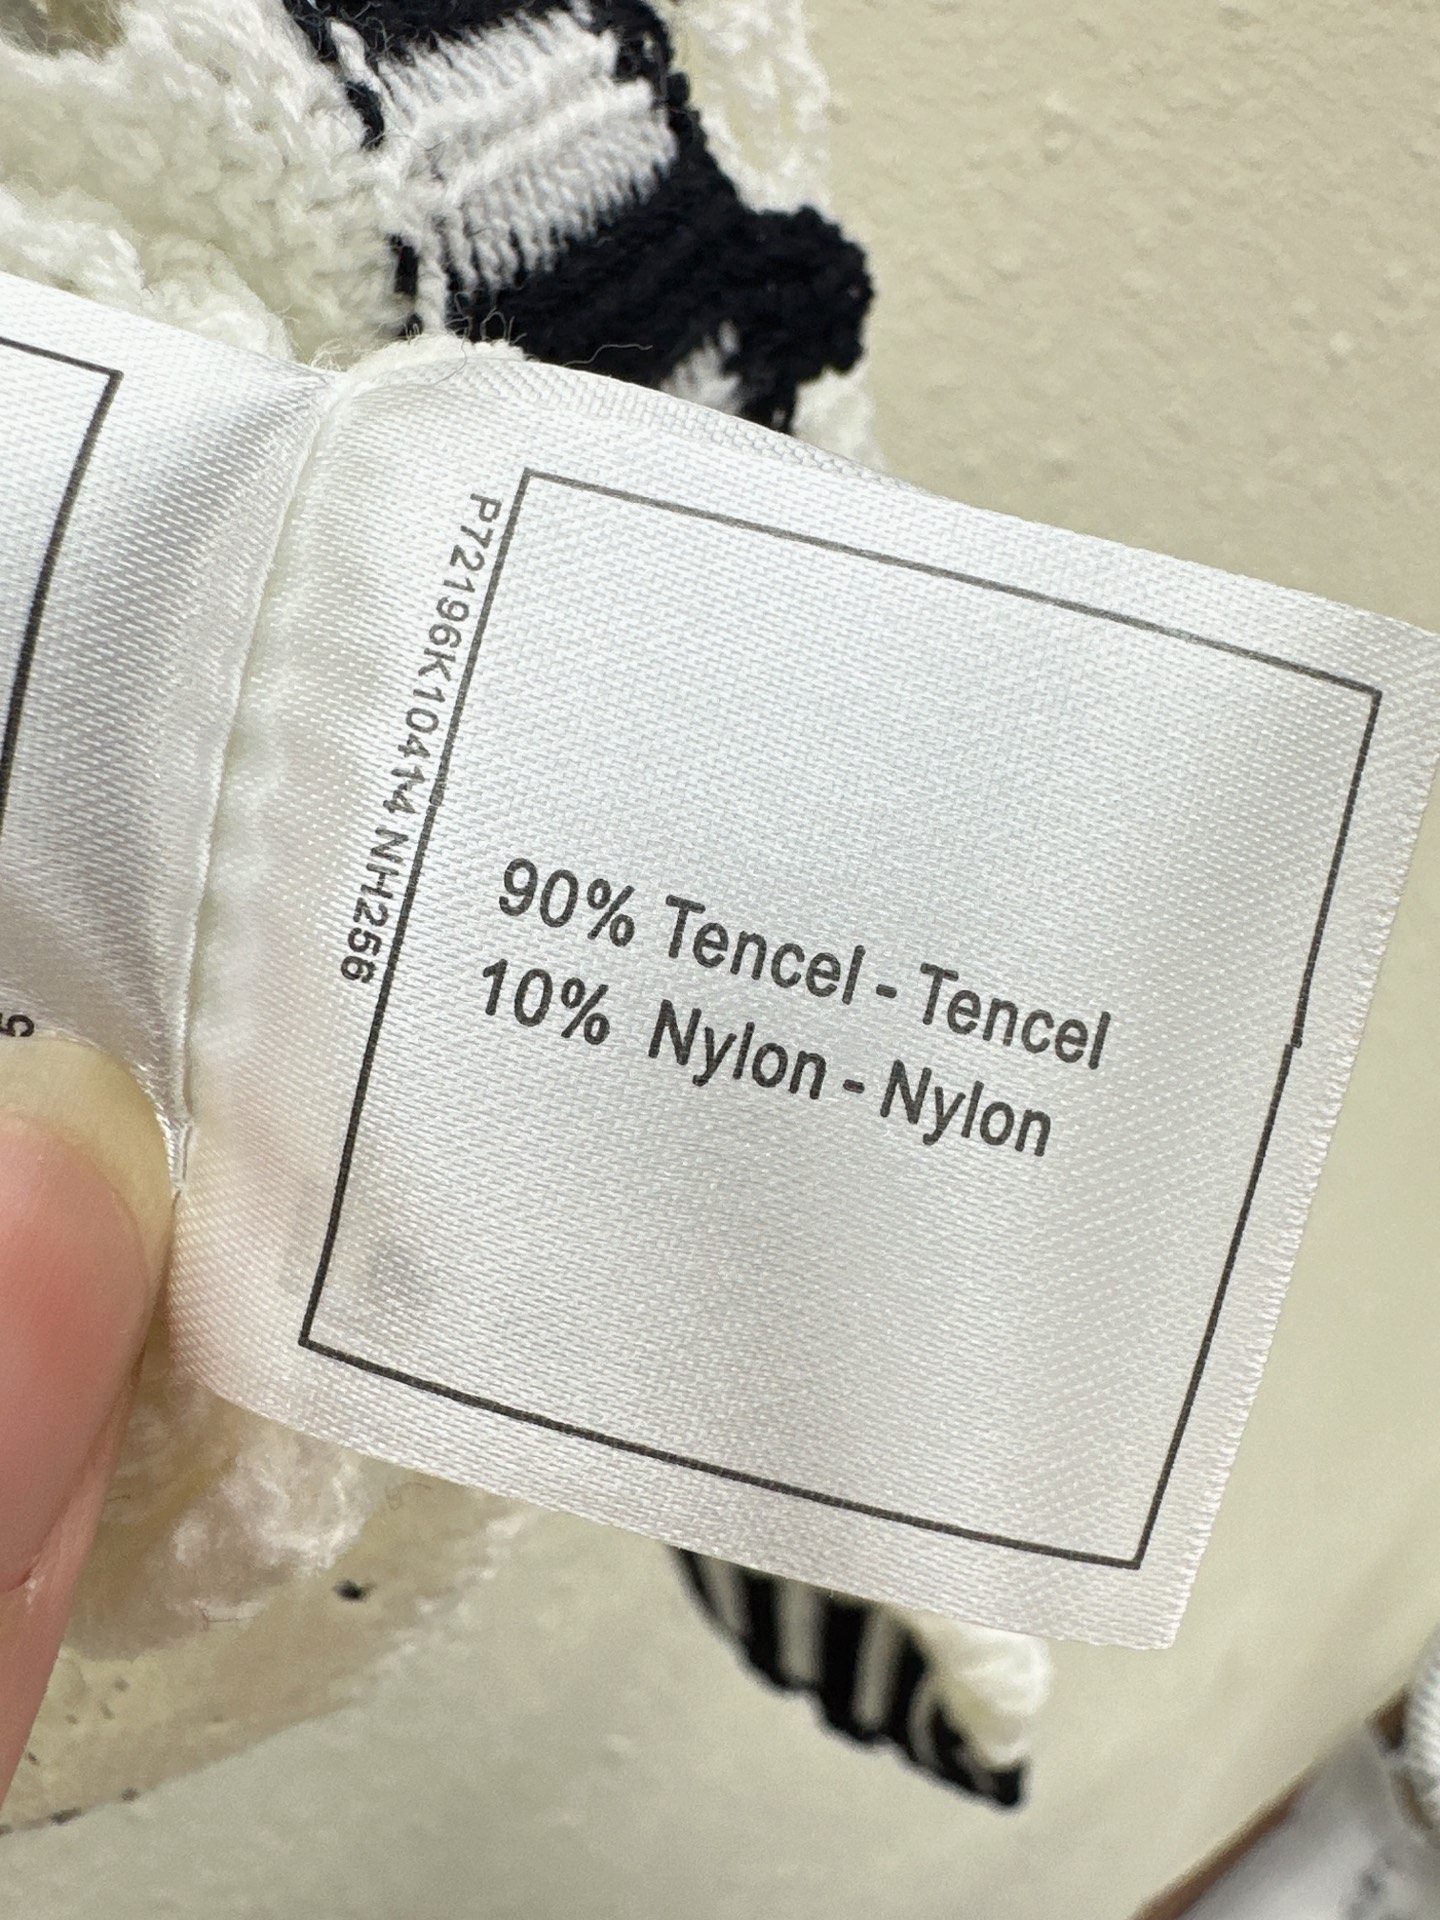 P72196K10414 NH256
90% Tencel - Tencel
10% Nylon - Nylon